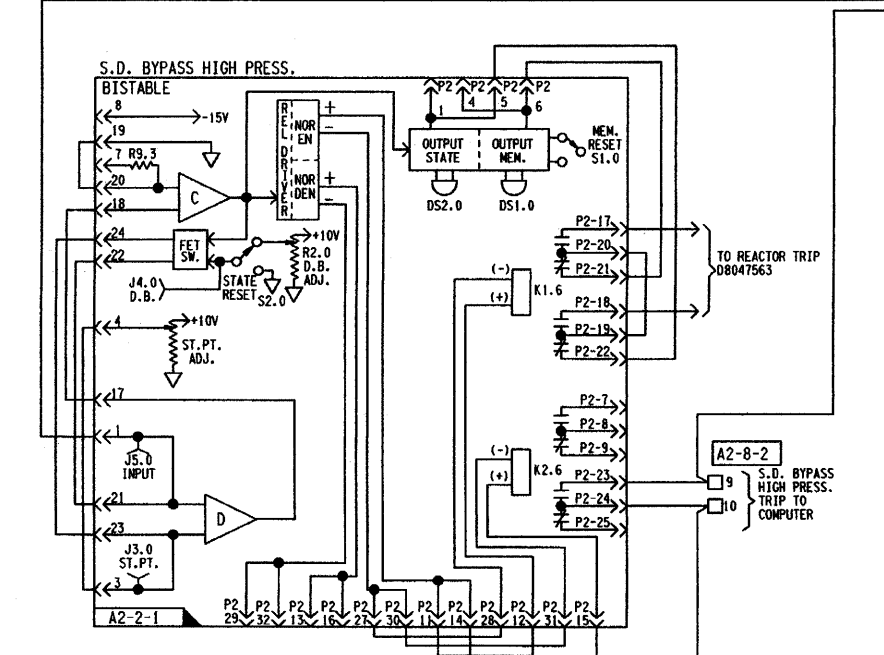 S.D. BYPASS HIGH PRESS.
BISTABLE
8
-15V
19
7 R9.3
20
18
C
24
22
FET
SW.
J4.0
D.B.
STATE
RESET
S2.0
+10V
R2.0
D.B.
ADJ.
4
+10V
ST.PT.
ADJ.
17
1
J5.0
INPUT
21
23
D
J3.0
ST.PT.
3
A2-2-1
REL DRIVER
NOR
EN
+
-
NOR
DEN
+
-
P2
1
P2
4
P2
5
P2
6
OUTPUT
STATE
OUTPUT
MEM.
MEM.
RESET
S1.0
DS2.0
DS1.0
P2-17
P2-20
P2-21
P2-18
P2-19
P2-22
TO REACTOR TRIP
D8047563
(-)
(+)
K1.6
P2-7
P2-8
P2-9
P2-23
P2-24
P2-25
(-)
(+)
K2.6
A2-8-2
9
10
S.D. BYPASS
HIGH PRESS.
TRIP TO
COMPUTER
P2 P2 P2 P2 P2 P2 P2 P2 P2 P2 P2 P2
29 32 13 16 27 30 11 14 28 12 31 15